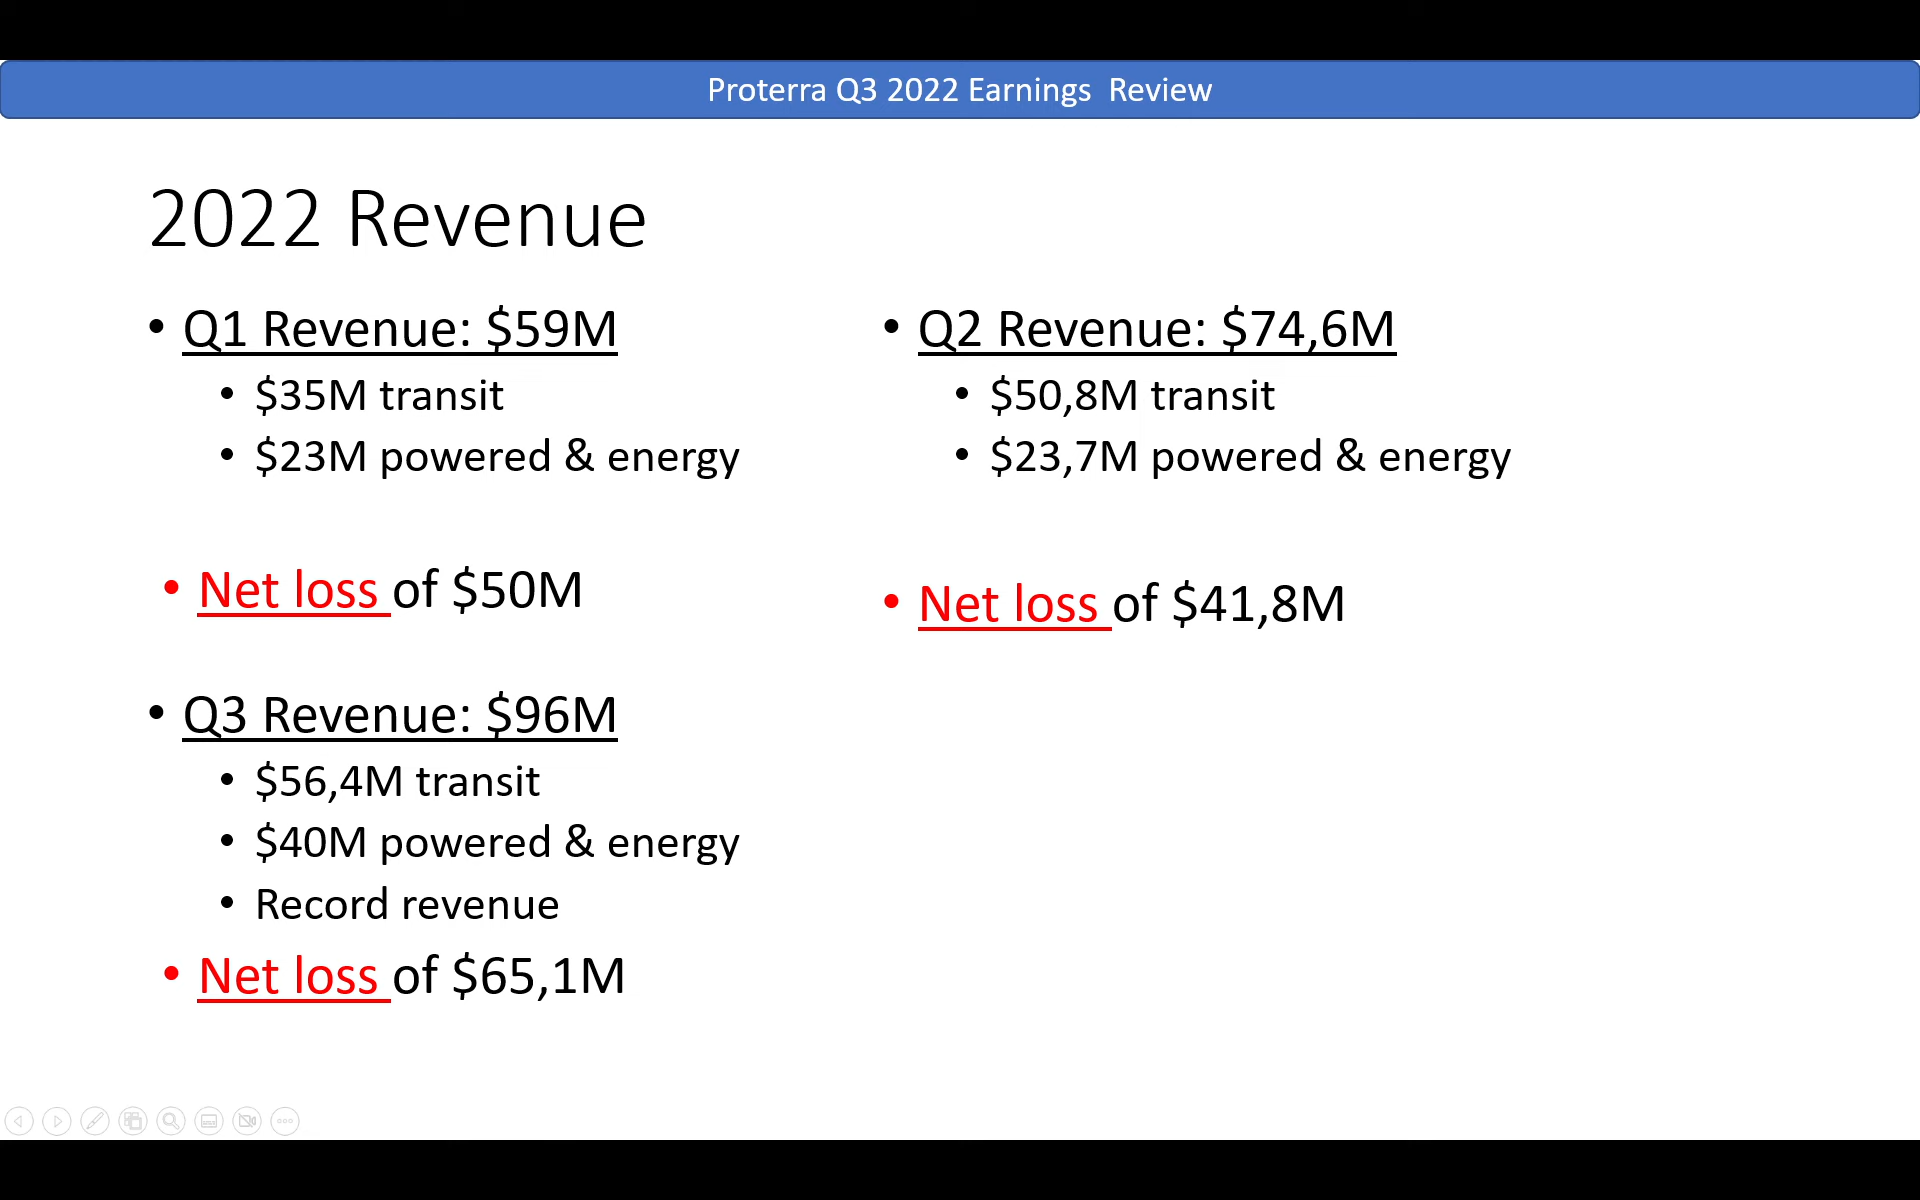 Proterra Q3 2022 Earnings  Review
2022 Revenue
• Q1 Revenue: $59M
• $35M transit
• $23M powered & energy
• Net loss of $50M
• Q3 Revenue: $96M
• $56,4M transit
• $40M powered & energy
• Record revenue
• Net loss of $65,1M
• Q2 Revenue: $74,6M
• $50,8M transit
• $23,7M powered & energy
• Net loss of $41,8M